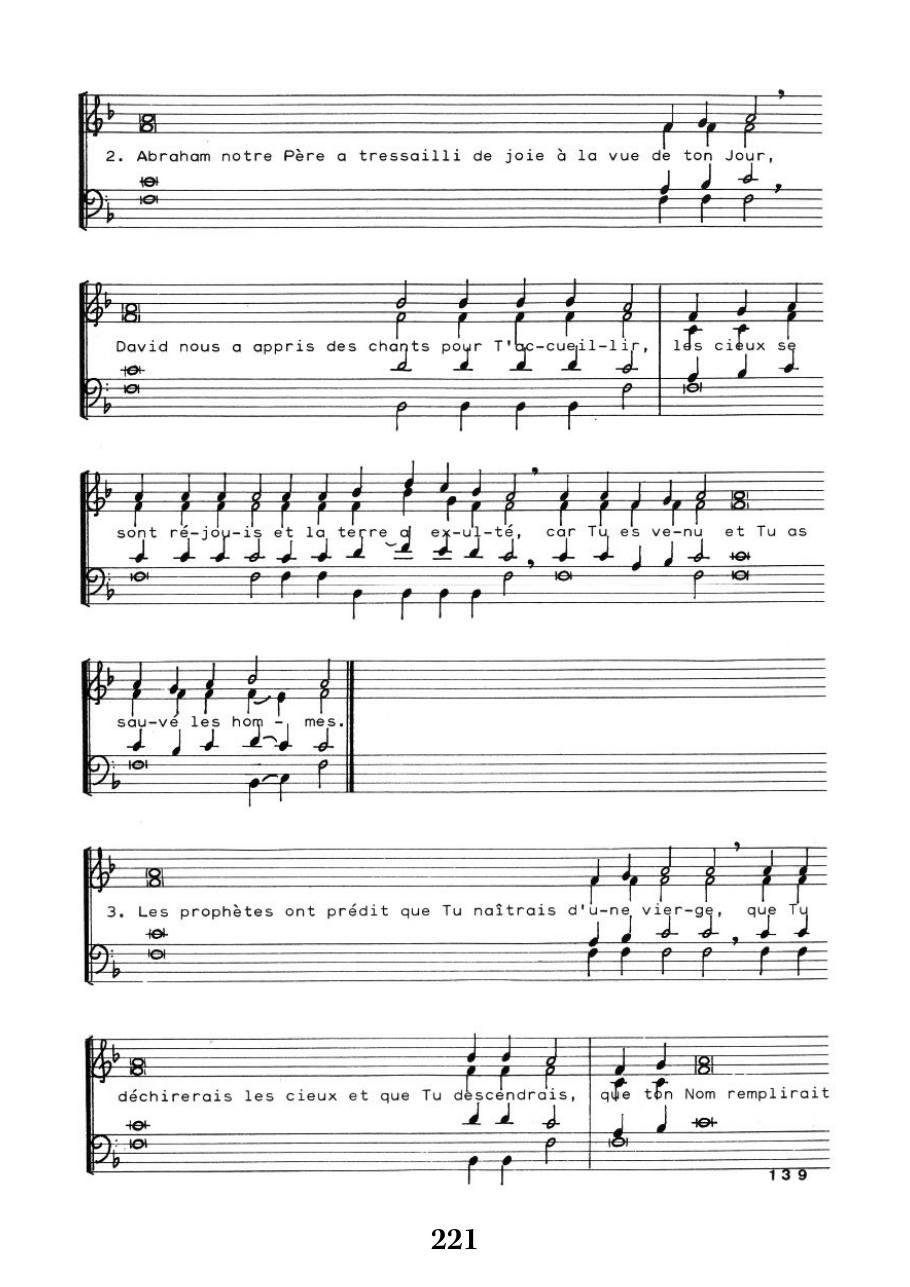 2. Abraham notre Père a tressailli de joie à la vue de ton Jour,
David nous a appris des chants pour T'ac-cueil-lir, les cieux se
sont ré-jou-is et la terre a ex-ul-té, car Tu es ve-nu et Tu as
sau-vé les hom - mes.
3. Les prophètes ont prédit que Tu naîtrais d'u-ne vier-ge, que Tu
déchirerais les cieux et que Tu descendrais, que ton Nom remplirait
139
221